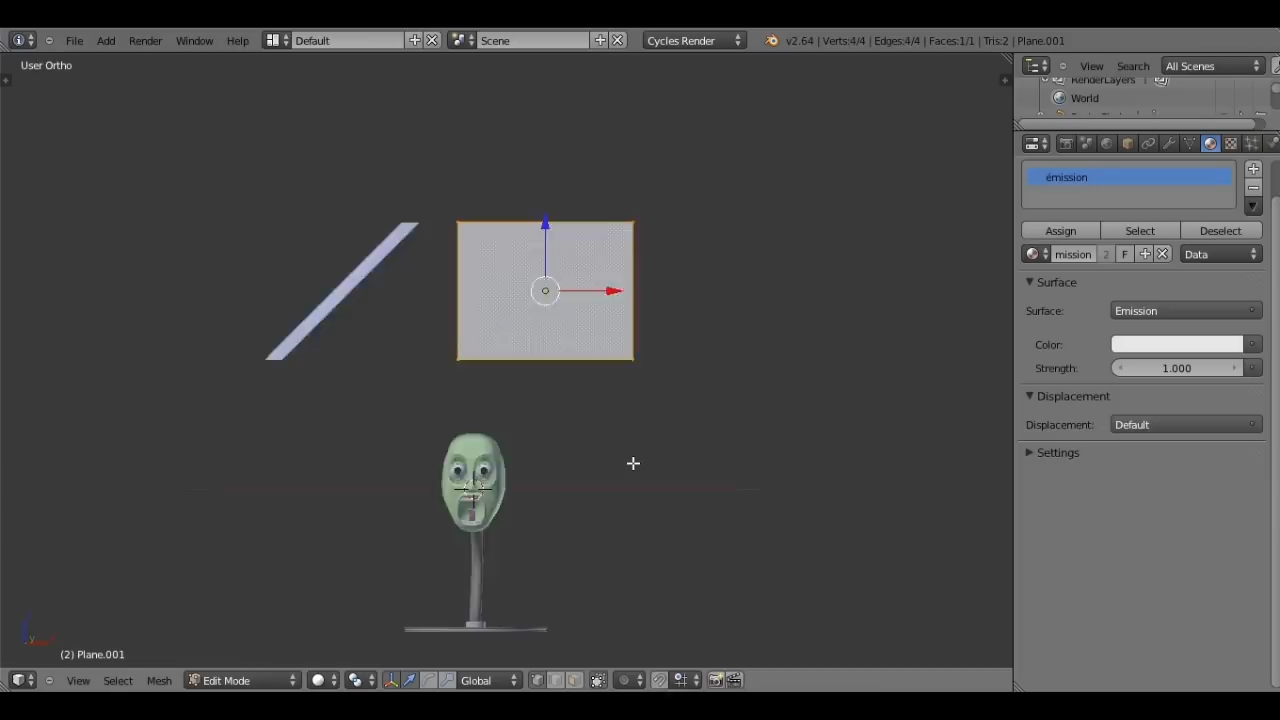 File Add Render Window Help Default Scene Cycles Render v2.64 | Verts:4/4 | Edges:4/4 | Faces:1/1 | Tris:2 | Plane.001
User Ortho
View Search All Scenes
RenderLayers
World
émission
Assign Select Deselect
mission 2 F Data
Surface
Surface: Emission
Color:
Strength: 1.000
Displacement
Displacement: Default
Settings
(2) Plane.001
View Select Mesh Edit Mode Global